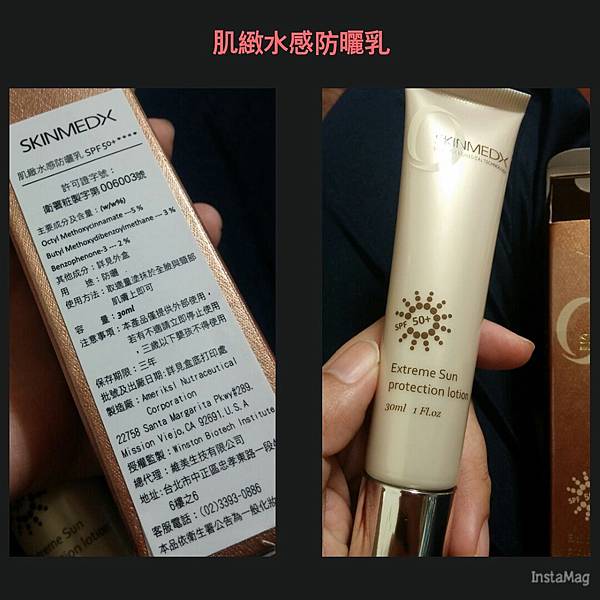 肌緻水感防曬乳
SKINMEDX
肌緻水感防曬乳 SPF50+★★★★
許可證字號：
衛署粧製字第006003號
主要成分及含量：(w/w%)
Octyl Methoxycinnamate ---5 %
Butyl Methoxydibenzoylmethane --- 3 %
Benzophenone-3 --- 2 %
其他成分：詳見外盒
用 途：防曬
使用方法：取適量塗抹於全臉與頸部
肌膚上即可
容 量：30ml
注意事項：本產品僅提供外部使用，
若有不適請立即停止使用
，三歲以下嬰孩不得使用
保存期限：三年
批號及出廠日期：詳見盒底打印處
製造廠：Ameriksi Nutraceutical
Corporation
22758 Santa Margarita Pkwy#289.
Mission Viejo.CA 92691.U.S.A
授權監製：Winston Biotech Institute
總代理：維美生技有限公司
地址：台北市中正區忠孝東路一段
6樓之6
客服電話：(02)3393-0886
本品依衛生署公告為一般化妝
Extreme Sun
protection lotion
SKINMEDX
SPF 50+
Extreme Sun
protection lotion
30ml 1 Fl.oz
SPF 50+
InstaMag